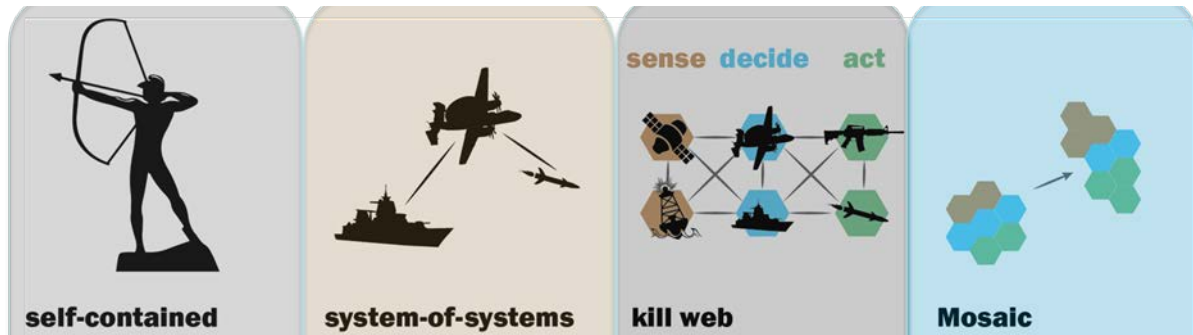 sense decide act
self-contained
system-of-systems
kill web
Mosaic